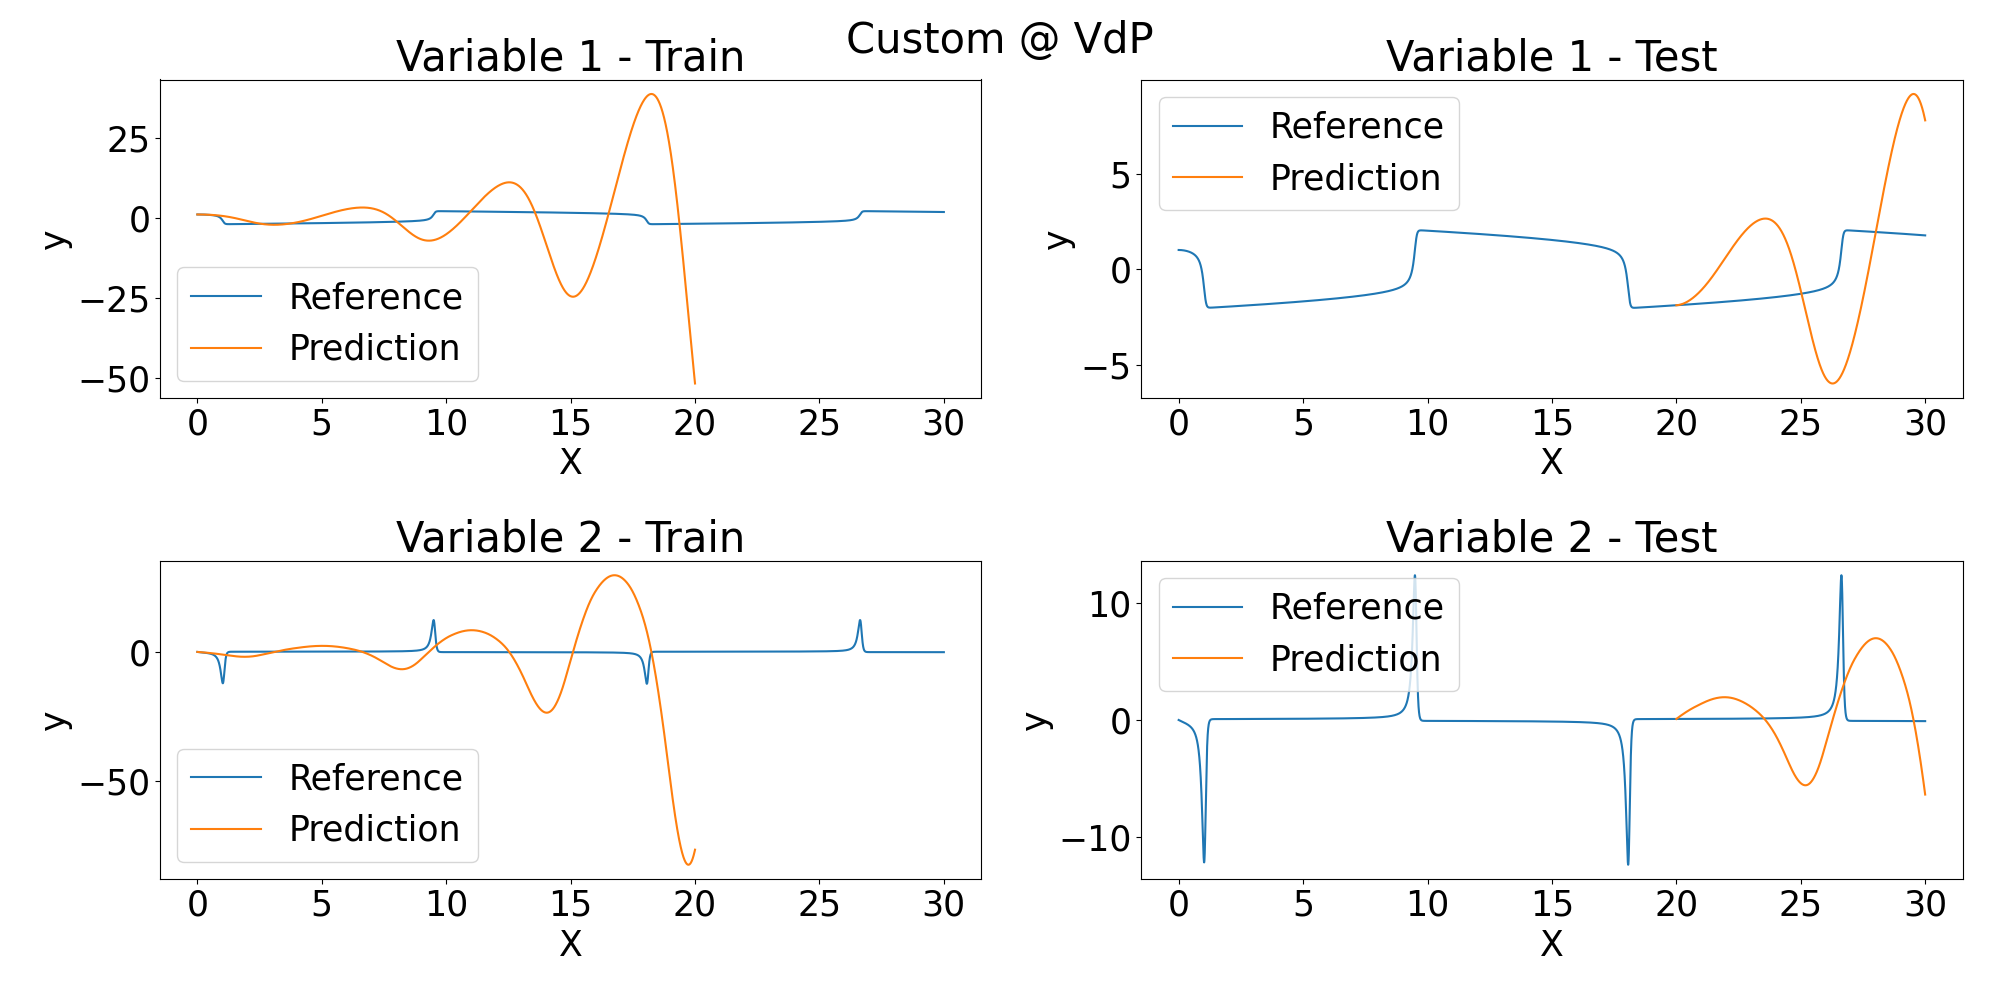 Custom @ VdP
Variable 1 - Train
25
0
−25
−50
y
Reference
Prediction
0 5 10 15 20 25 30
X
Variable 1 - Test
5
0
−5
y
Reference
Prediction
0 5 10 15 20 25 30
X
Variable 2 - Train
0
−50
y
Reference
Prediction
0 5 10 15 20 25 30
X
Variable 2 - Test
10
0
−10
y
Reference
Prediction
0 5 10 15 20 25 30
X